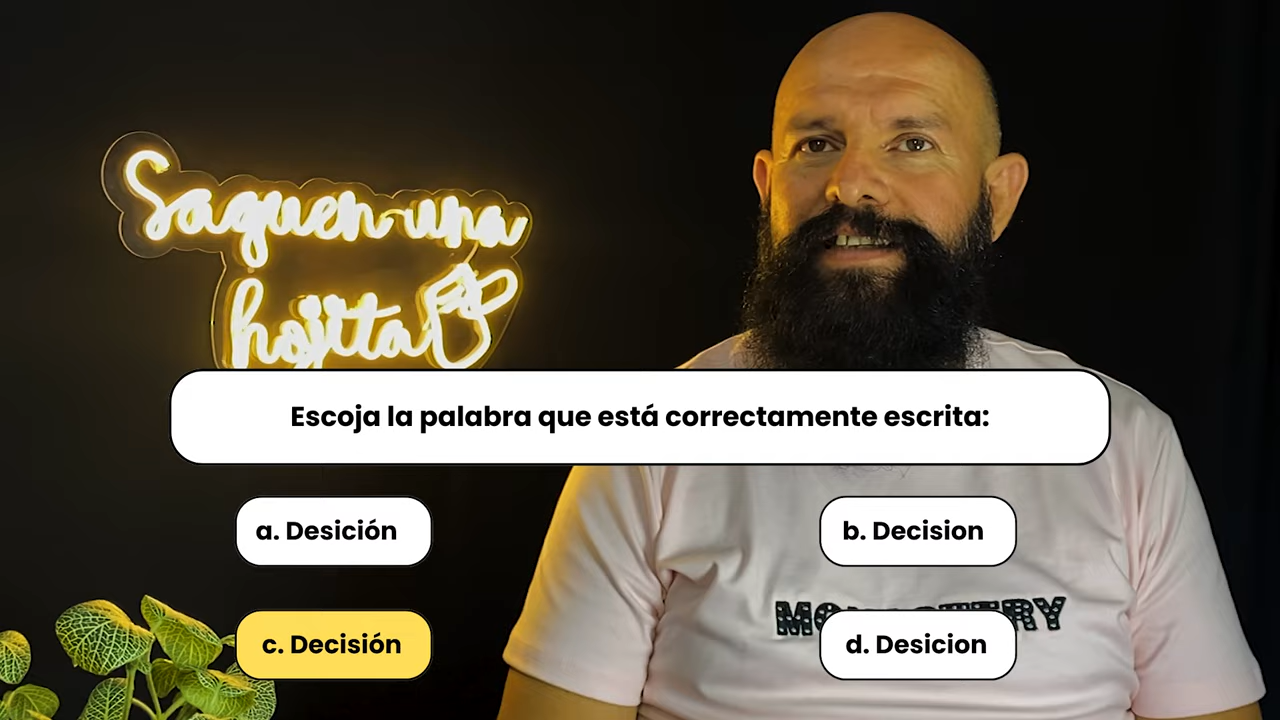 Saquen una
hojita
Escoja la palabra que está correctamente escrita:
a. Desición
b. Decision
c. Decisión
d. Desicion